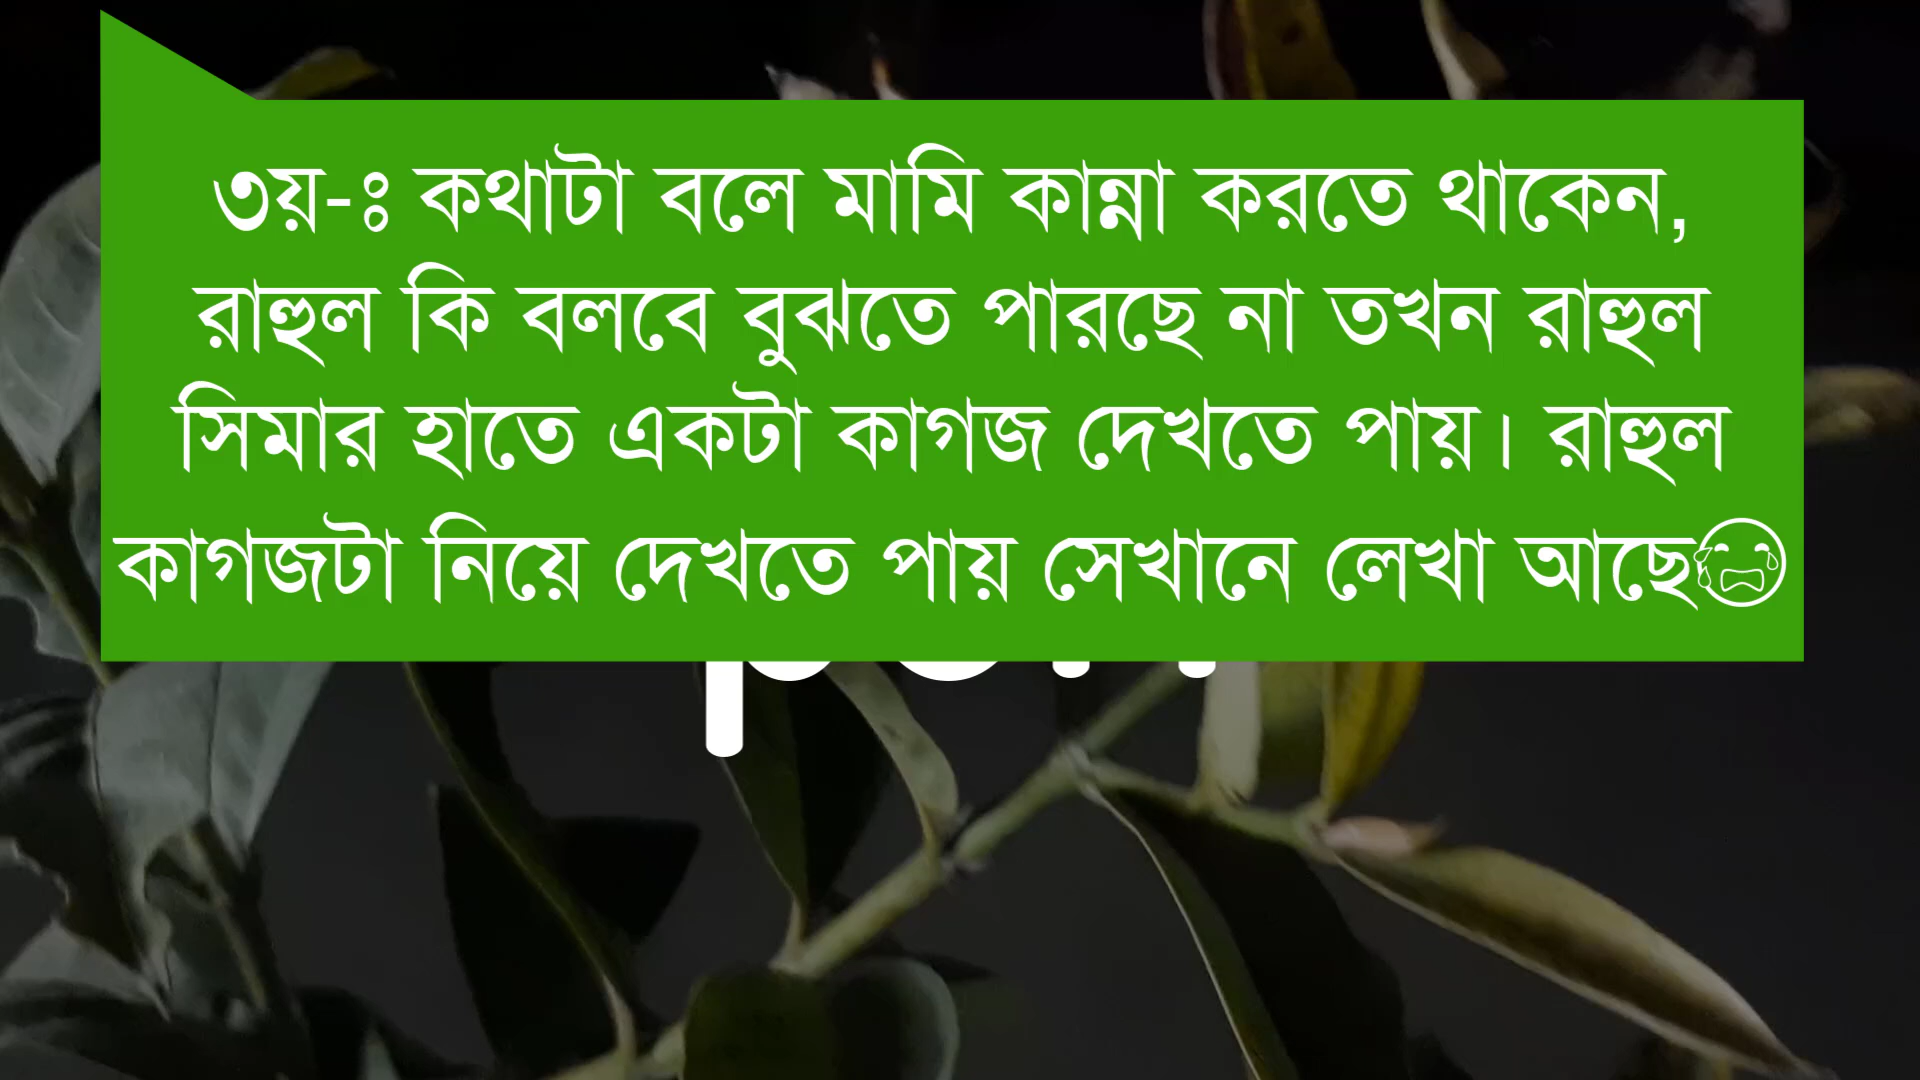 ৩য়-ঃ কথাটা বলে মামি কান্না করতে থাকেন,
রাহুল কি বলবে বুঝতে পারছে না তখন রাহুল
সিমার হাতে একটা কাগজ দেখতে পায়। রাহুল
কাগজটা নিয়ে দেখতে পায় সেখানে লেখা আছে😭